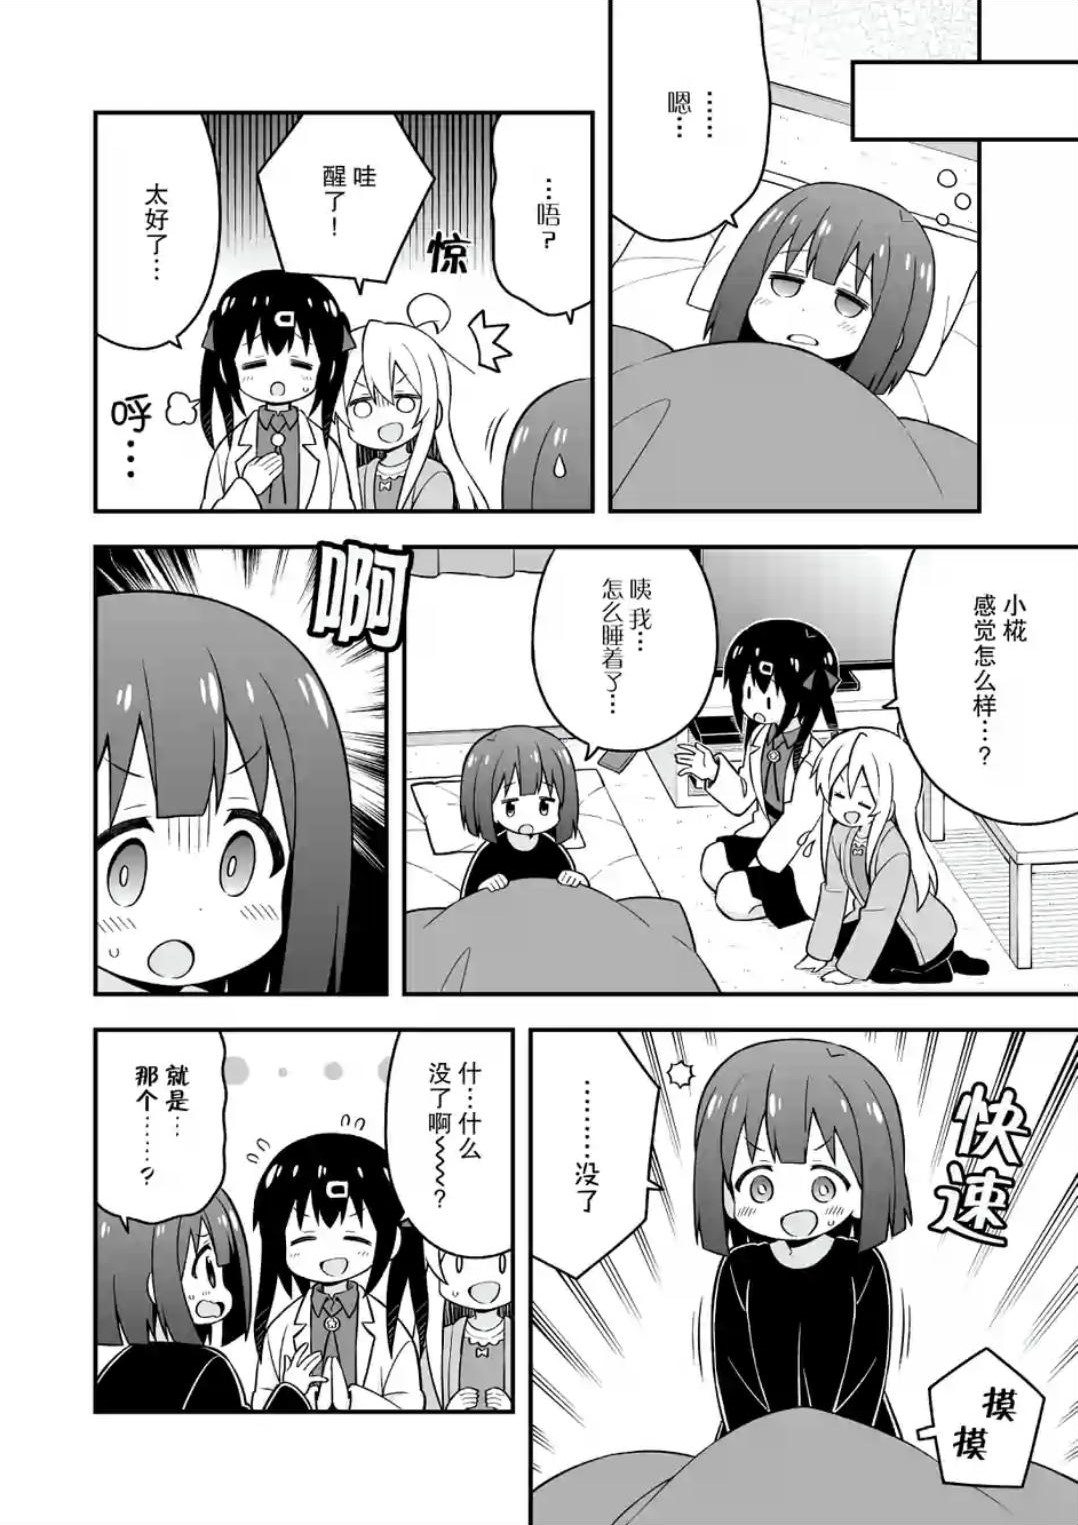 ……
嗯…
…唔？
哇
醒了！
惊
太好了…
呼…
小椛
感觉怎么样…？
咦我…
怎么睡着了…
啊
快速
………没了
摸
摸
什…什么
没了啊~~~~?
就是…
那个……？